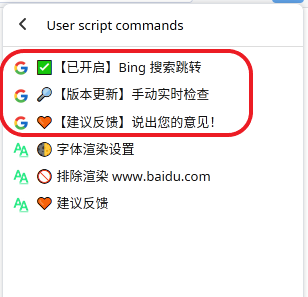 User script commands
【已开启】Bing 搜索跳转
【版本更新】手动实时检查
【建议反馈】说出您的意见！
字体渲染设置
排除渲染 www.baidu.com
建议反馈